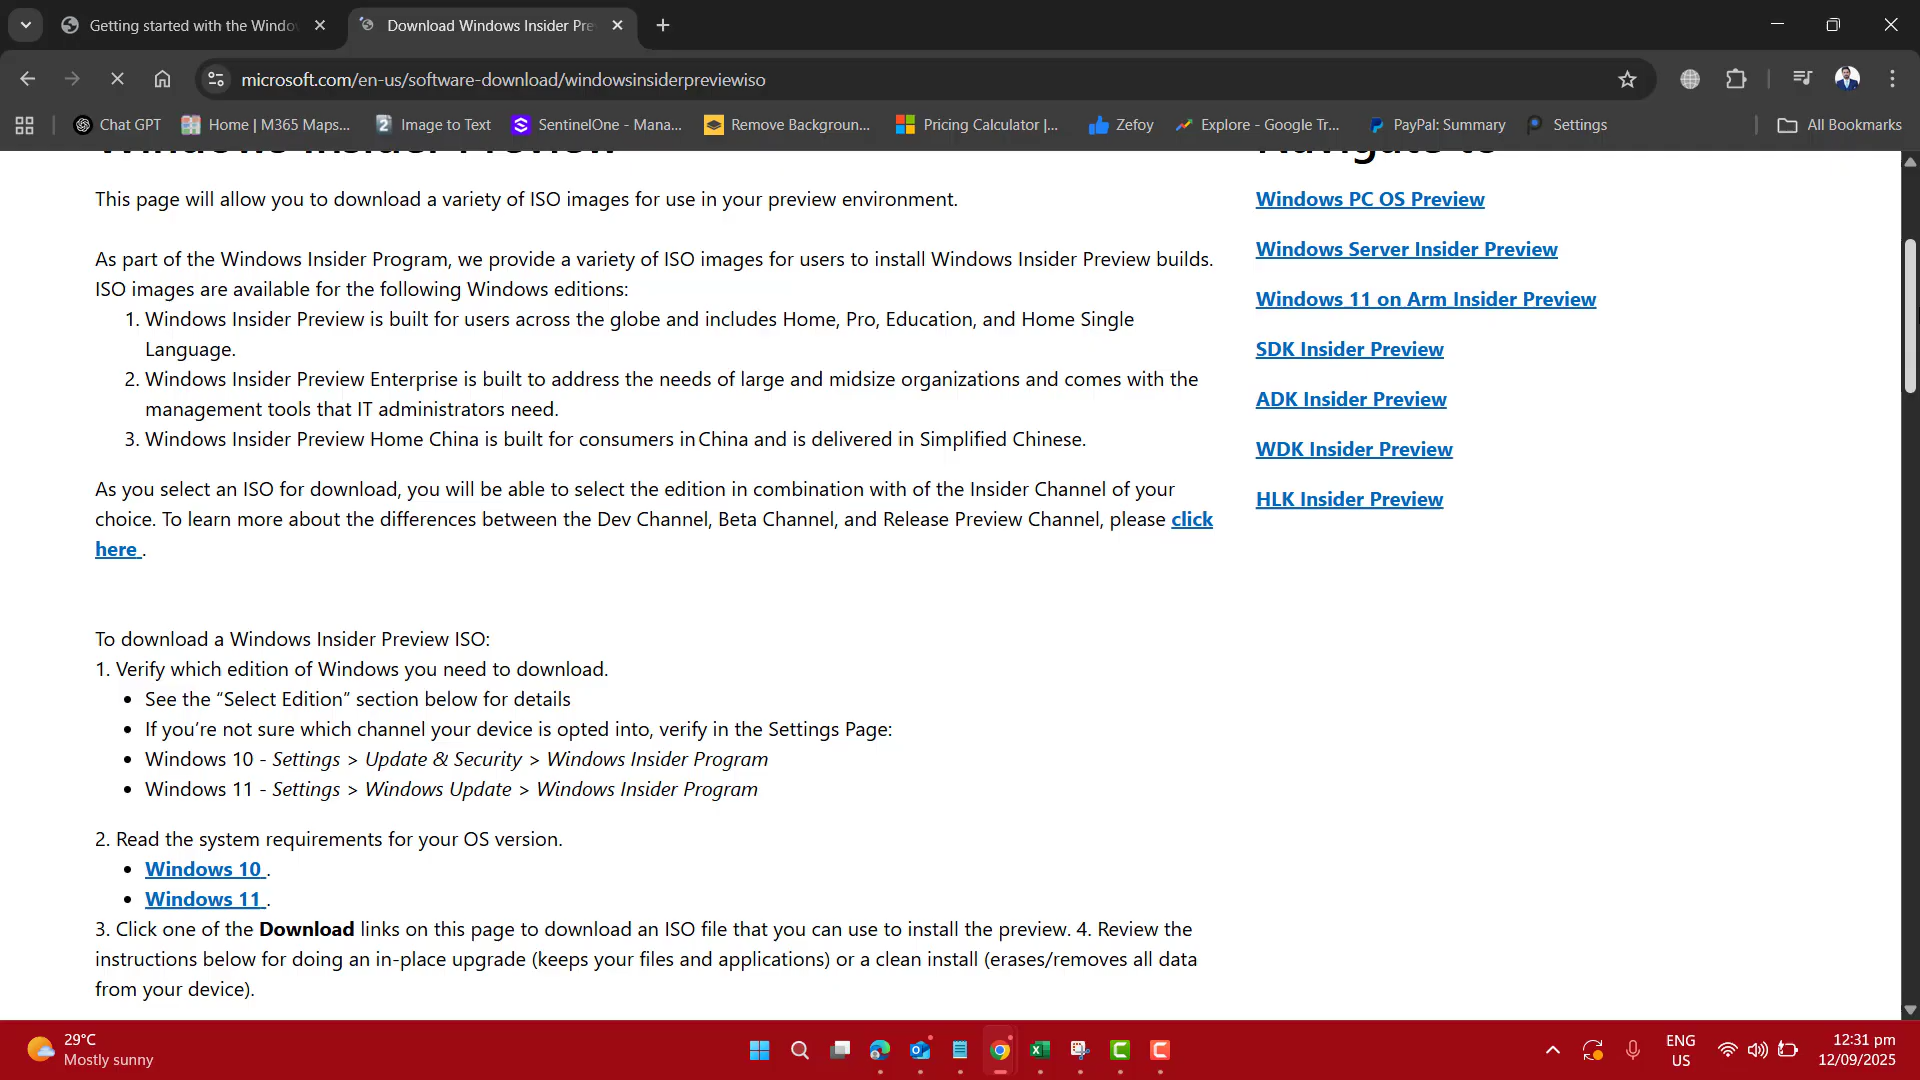 Getting started with the Windo
Download Windows Insider Pre
microsoft.com/en-us/software-download/windowsinsiderpreviewiso
Chat GPT
Home | M365 Maps...
Image to Text
SentinelOne - Mana...
Remove Backgroun...
Pricing Calculator |...
Zefoy
Explore - Google Tr...
PayPal: Summary
Settings
All Bookmarks
Windows Insider Preview
This page will allow you to download a variety of ISO images for use in your preview environment.
As part of the Windows Insider Program, we provide a variety of ISO images for users to install Windows Insider Preview builds.
ISO images are available for the following Windows editions:
1. Windows Insider Preview is built for users across the globe and includes Home, Pro, Education, and Home Single
Language.
2. Windows Insider Preview Enterprise is built to address the needs of large and midsize organizations and comes with the
management tools that IT administrators need.
3. Windows Insider Preview Home China is built for consumers in China and is delivered in Simplified Chinese.
As you select an ISO for download, you will be able to select the edition in combination with of the Insider Channel of your
choice. To learn more about the differences between the Dev Channel, Beta Channel, and Release Preview Channel, please click
here .
To download a Windows Insider Preview ISO:
1. Verify which edition of Windows you need to download.
• See the “Select Edition” section below for details
• If you’re not sure which channel your device is opted into, verify in the Settings Page:
• Windows 10 - Settings > Update & Security > Windows Insider Program
• Windows 11 - Settings > Windows Update > Windows Insider Program
2. Read the system requirements for your OS version.
• Windows 10 .
• Windows 11 .
3. Click one of the Download links on this page to download an ISO file that you can use to install the preview. 4. Review the
instructions below for doing an in-place upgrade (keeps your files and applications) or a clean install (erases/removes all data
from your device).
Navigate to
Windows PC OS Preview
Windows Server Insider Preview
Windows 11 on Arm Insider Preview
SDK Insider Preview
ADK Insider Preview
WDK Insider Preview
HLK Insider Preview
29°C
Mostly sunny
ENG
US
12:31 pm
12/09/2025